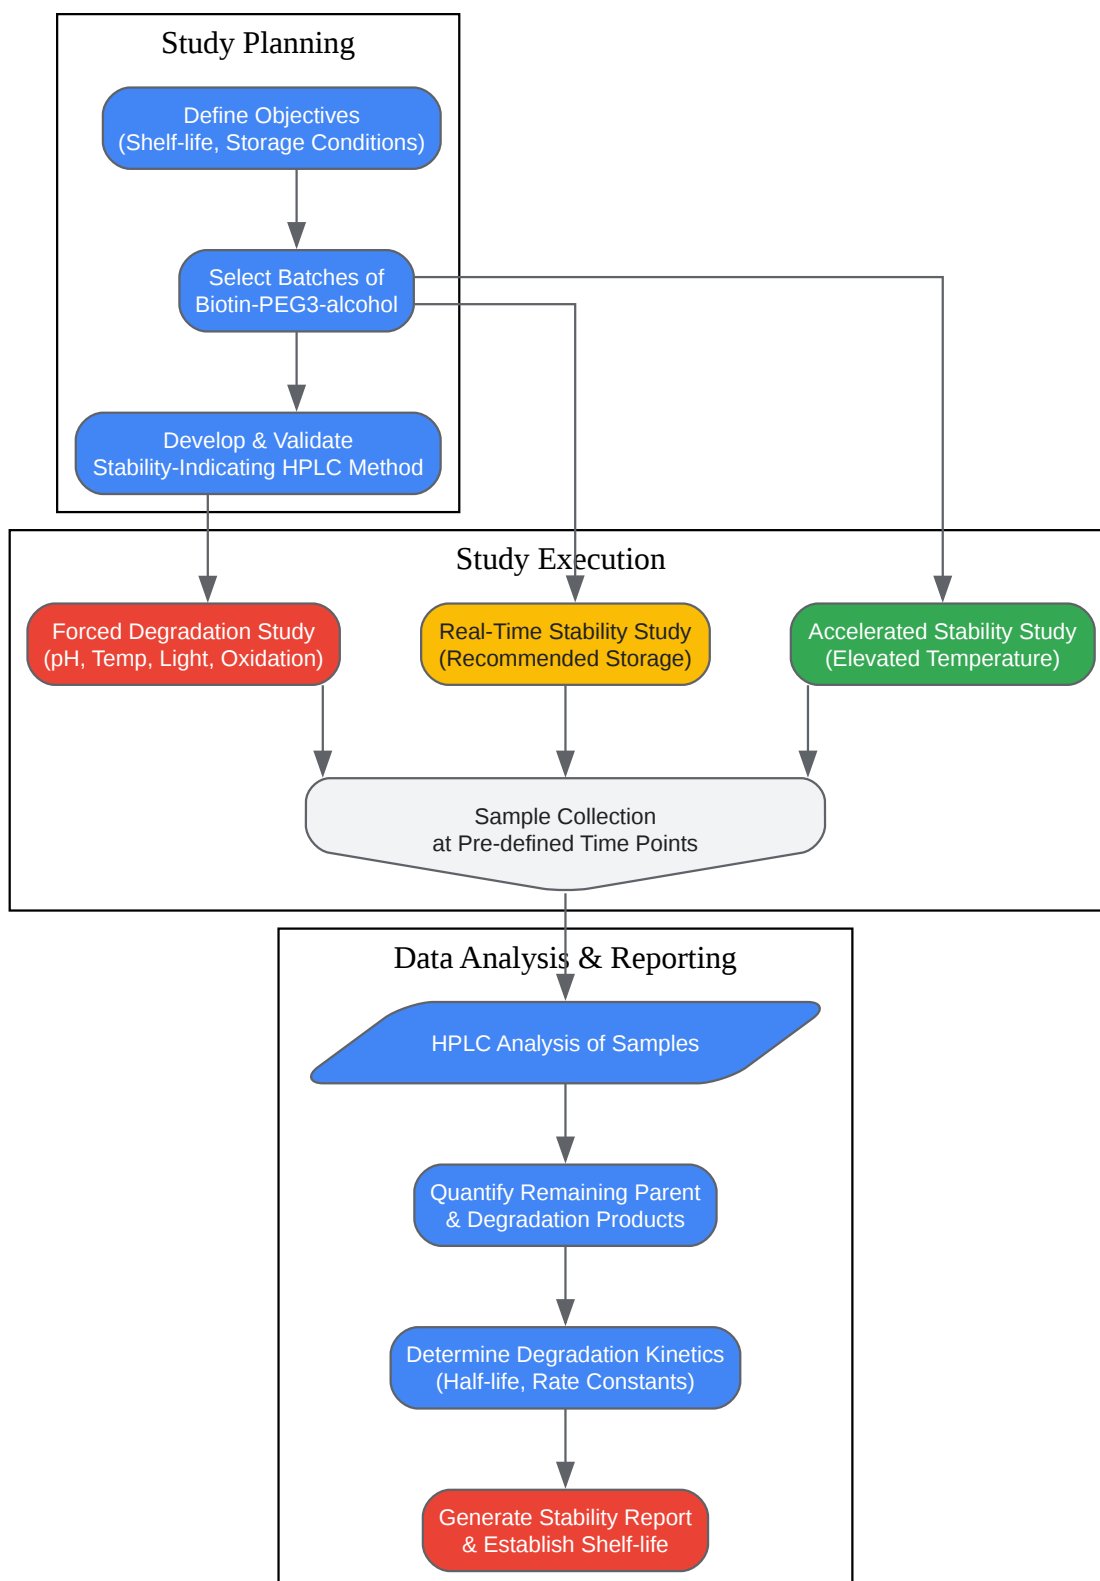 Study Planning
Define Objectives
(Shelf-life, Storage Conditions)
Select Batches of
Biotin-PEG3-alcohol
Develop & Validate
Stability-Indicating HPLC Method
Study Execution
Forced Degradation Study
(pH, Temp, Light, Oxidation)
Real-Time Stability Study
(Recommended Storage)
Accelerated Stability Study
(Elevated Temperature)
Sample Collection
at Pre-defined Time Points
Data Analysis & Reporting
HPLC Analysis of Samples
Quantify Remaining Parent
& Degradation Products
Determine Degradation Kinetics
(Half-life, Rate Constants)
Generate Stability Report
& Establish Shelf-life